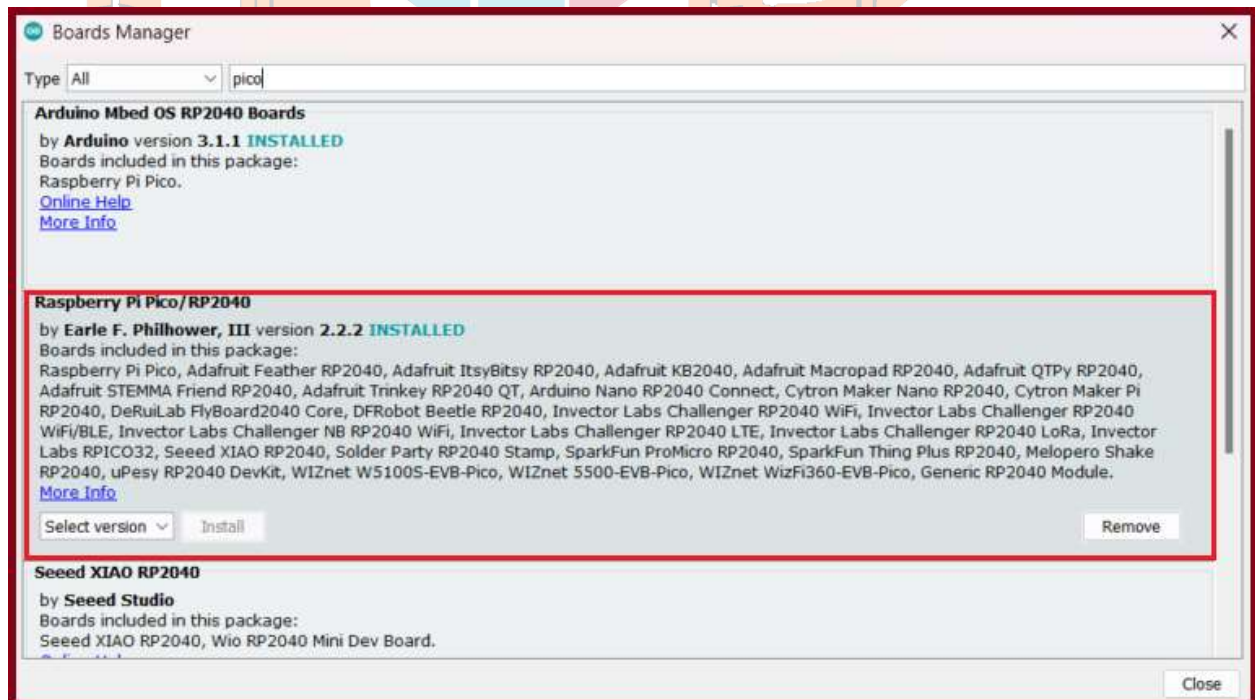 Boards Manager
Type All pico
Arduino Mbed OS RP2040 Boards
by Arduino version 3.1.1 INSTALLED
Boards included in this package:
Raspberry Pi Pico.
Online Help
More Info
Raspberry Pi Pico/RP2040
by Earle F. Philhower, III version 2.2.2 INSTALLED
Boards included in this package:
Raspberry Pi Pico, Adafruit Feather RP2040, Adafruit ItsyBitsy RP2040, Adafruit KB2040, Adafruit Macropad RP2040, Adafruit QTPy RP2040,
Adafruit STEMMA Friend RP2040, Adafruit Trinkey RP2040 QT, Arduino Nano RP2040 Connect, Cytron Maker Nano RP2040, Cytron Maker Pi
RP2040, DeRuiLab FlyBoard2040 Core, DFRobot Beetle RP2040, Invector Labs Challenger RP2040 WiFi, Invector Labs Challenger RP2040
WiFi/BLE, Invector Labs Challenger NB RP2040 WiFi, Invector Labs Challenger RP2040 LTE, Invector Labs Challenger RP2040 LoRa, Invector
Labs RPICO32, Seeed XIAO RP2040, Solder Party RP2040 Stamp, SparkFun ProMicro RP2040, SparkFun Thing Plus RP2040, Melopero Shake
RP2040, uPesy RP2040 DevKit, WIZnet W5100S-EVB-Pico, WIZnet 5500-EVB-Pico, WIZnet WizFi360-EVB-Pico, Generic RP2040 Module.
More Info
Select version Install Remove
Seeed XIAO RP2040
by Seeed Studio
Boards included in this package:
Seeed XIAO RP2040, Wio RP2040 Mini Dev Board.
Close